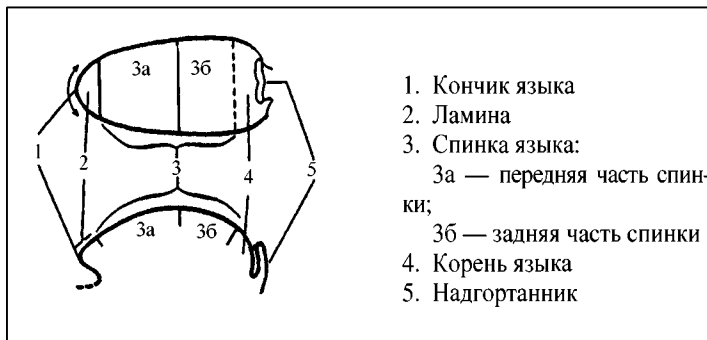 3а 3б
1 2 3 4 5
3а 3б
1. Кончик языка
2. Ламина
3. Спинка языка:
3а — передняя часть спин-
ки;
3б — задняя часть спинки
4. Корень языка
5. Надгортанник